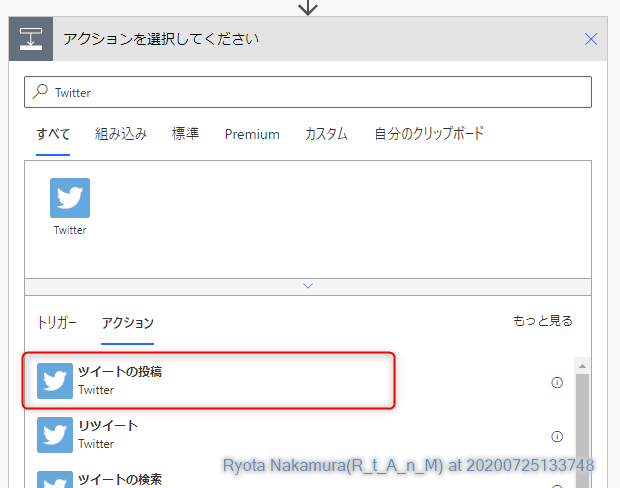 アクションを選択してください
Twitter
すべて 組み込み 標準 Premium カスタム 自分のクリップボード
Twitter
トリガー アクション もっと見る
ツイートの投稿
Twitter
リツイート
Twitter
ツイートの検索
Ryota Nakamura(R_t_A_n_M) at 20200725133748